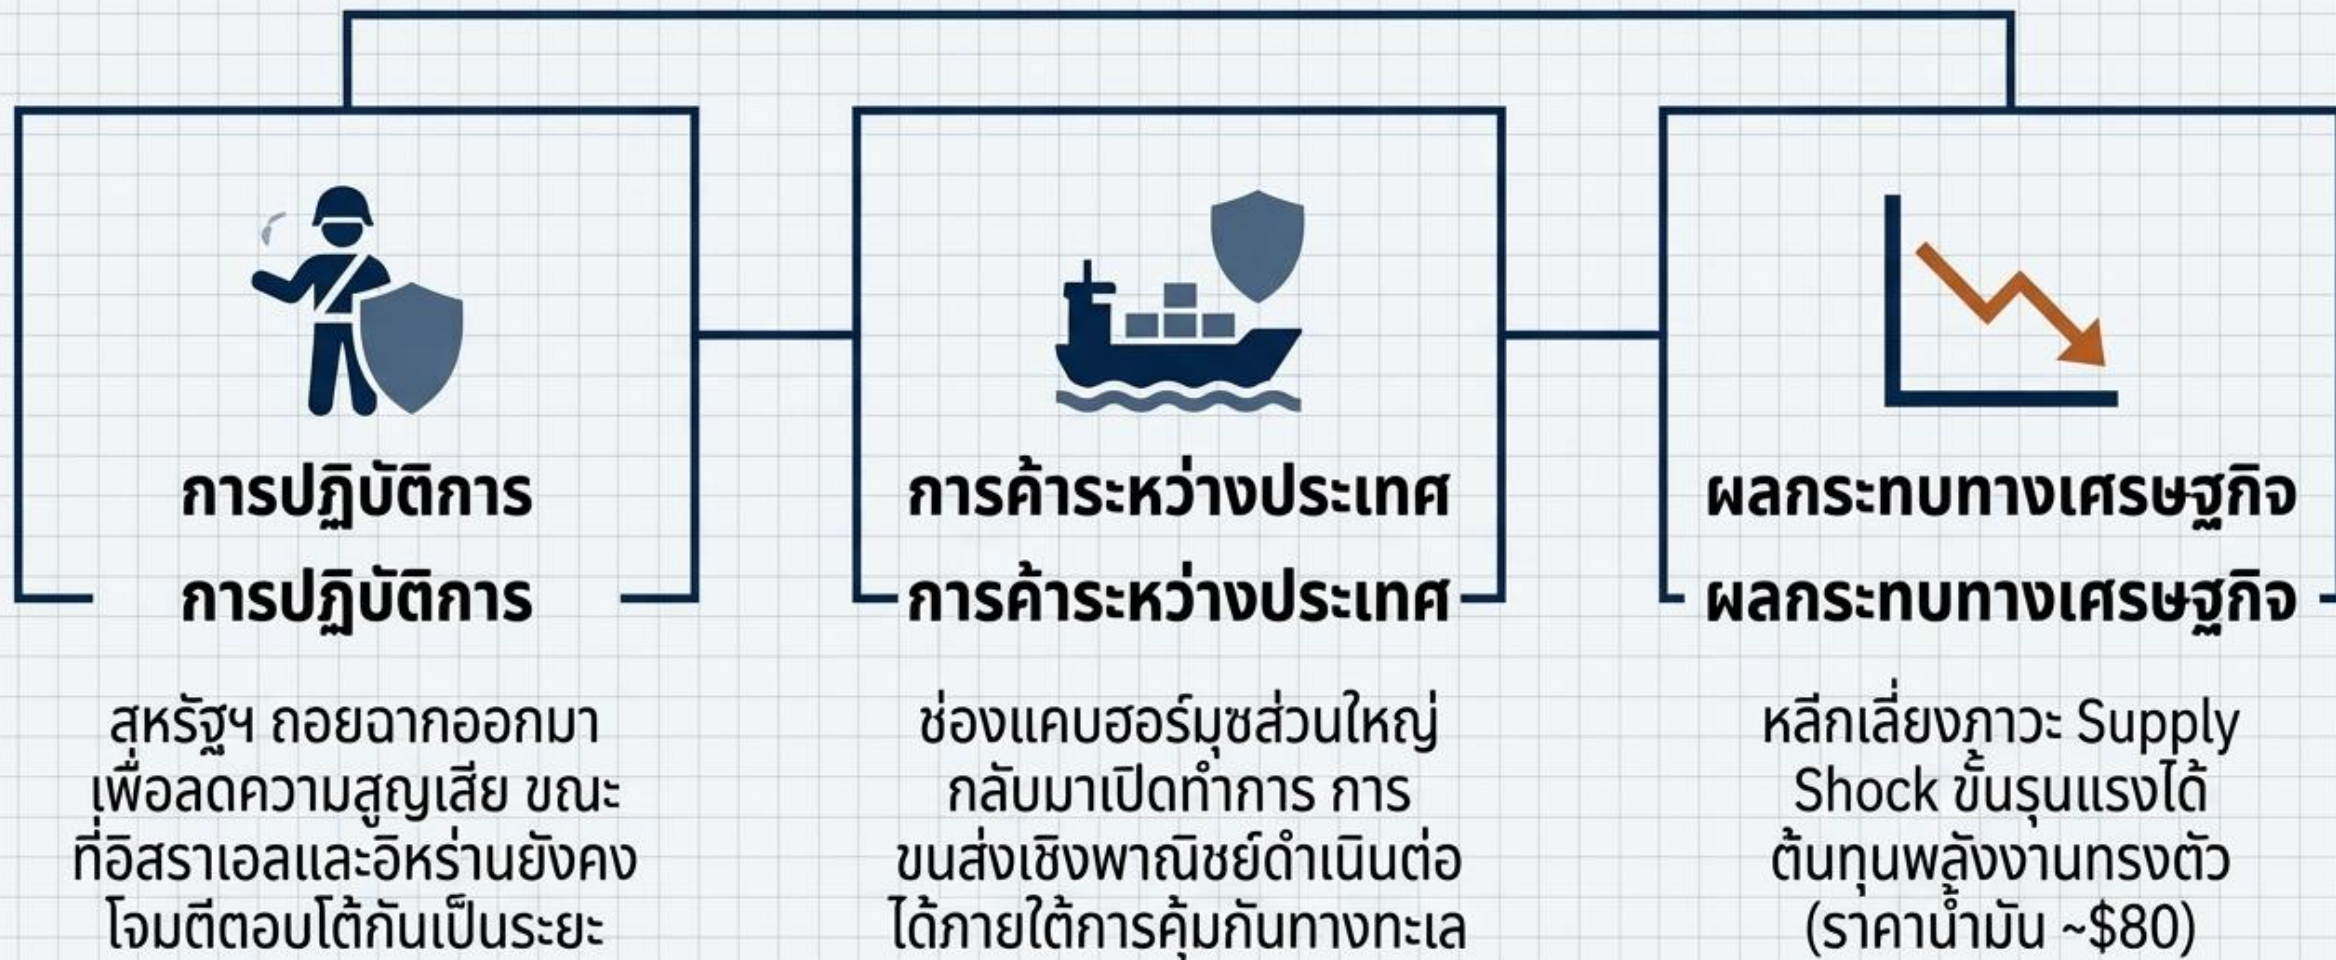 การปฏิบัติการ
การปฏิบัติการ
สหรัฐฯ ถอยฉากออกมา
เพื่อลดความสูญเสีย ขณะ
ที่อิสราเอลและอิหร่านยังคง
โจมตีตอบโต้กันเป็นระยะ
การค้าระหว่างประเทศ
การค้าระหว่างประเทศ
ช่องแคบฮอร์มุซส่วนใหญ่
กลับมาเปิดทำการ การ
ขนส่งเชิงพาณิชย์ดำเนินต่อ
ได้ภายใต้การคุ้มกันทางทะเล
ผลกระทบทางเศรษฐกิจ
ผลกระทบทางเศรษฐกิจ
หลีกเลี่ยงภาวะ Supply
Shock ขั้นรุนแรงได้
ต้นทุนพลังงานทรงตัว
(ราคาน้ำมัน ~$80)